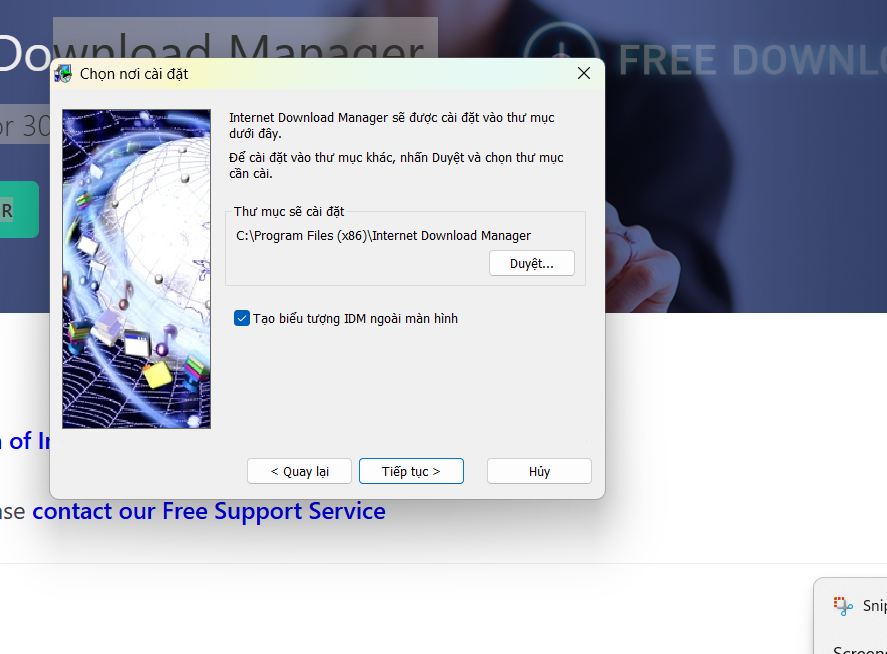 Download Manager
FREE DOWNL
Chọn nơi cài đặt
or 30
R
Internet Download Manager sẽ được cài đặt vào thư mục
dưới đây.
Để cài đặt vào thư mục khác, nhấn Duyệt và chọn thư mục
cần cài.
Thư mục sẽ cài đặt
C:\Program Files (x86)\Internet Download Manager
Duyệt...
Tạo biểu tượng IDM ngoài màn hình
of I
< Quay lại
Tiếp tục >
Hủy
contact our Free Support Service
Snip
Screen